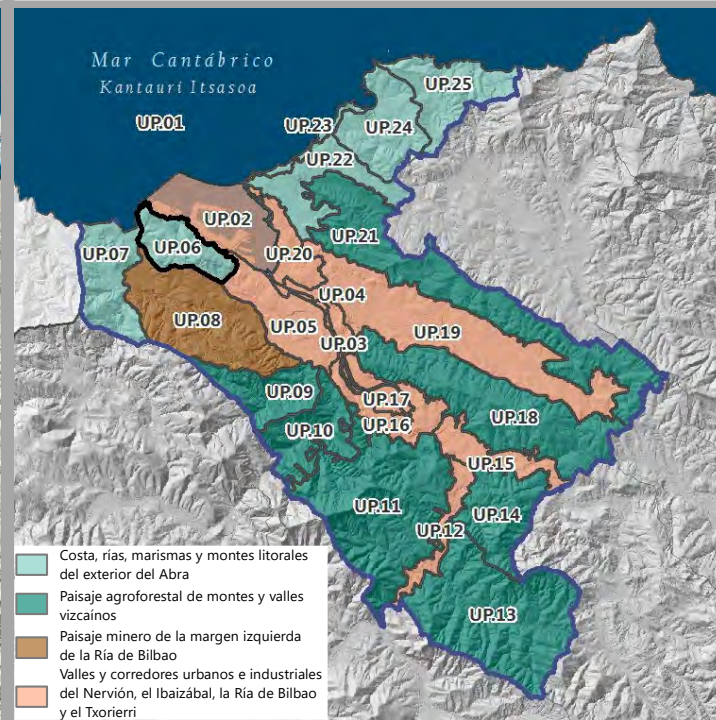 Mar Cantábrico
Kantauri Itsasoa
UP.25
UP.01
UP.23
UP.24
UP.22
UP.02
UP.21
UP.06
UP.07
UP.20
UP.04
UP.08
UP.05
UP.19
UP.03
UP.09
UP.17
UP.18
UP.16
UP.10
UP.15
UP.11
UP.14
UP.12
UP.13
Costa, rías, marismas y montes litorales
del exterior del Abra
Paisaje agroforestal de montes y valles
vizcaínos
Paisaje minero de la margen izquierda
de la Ría de Bilbao
Valles y corredores urbanos e industriales
del Nervión, el Ibaizábal, la Ría de Bilbao
y el Txorierri